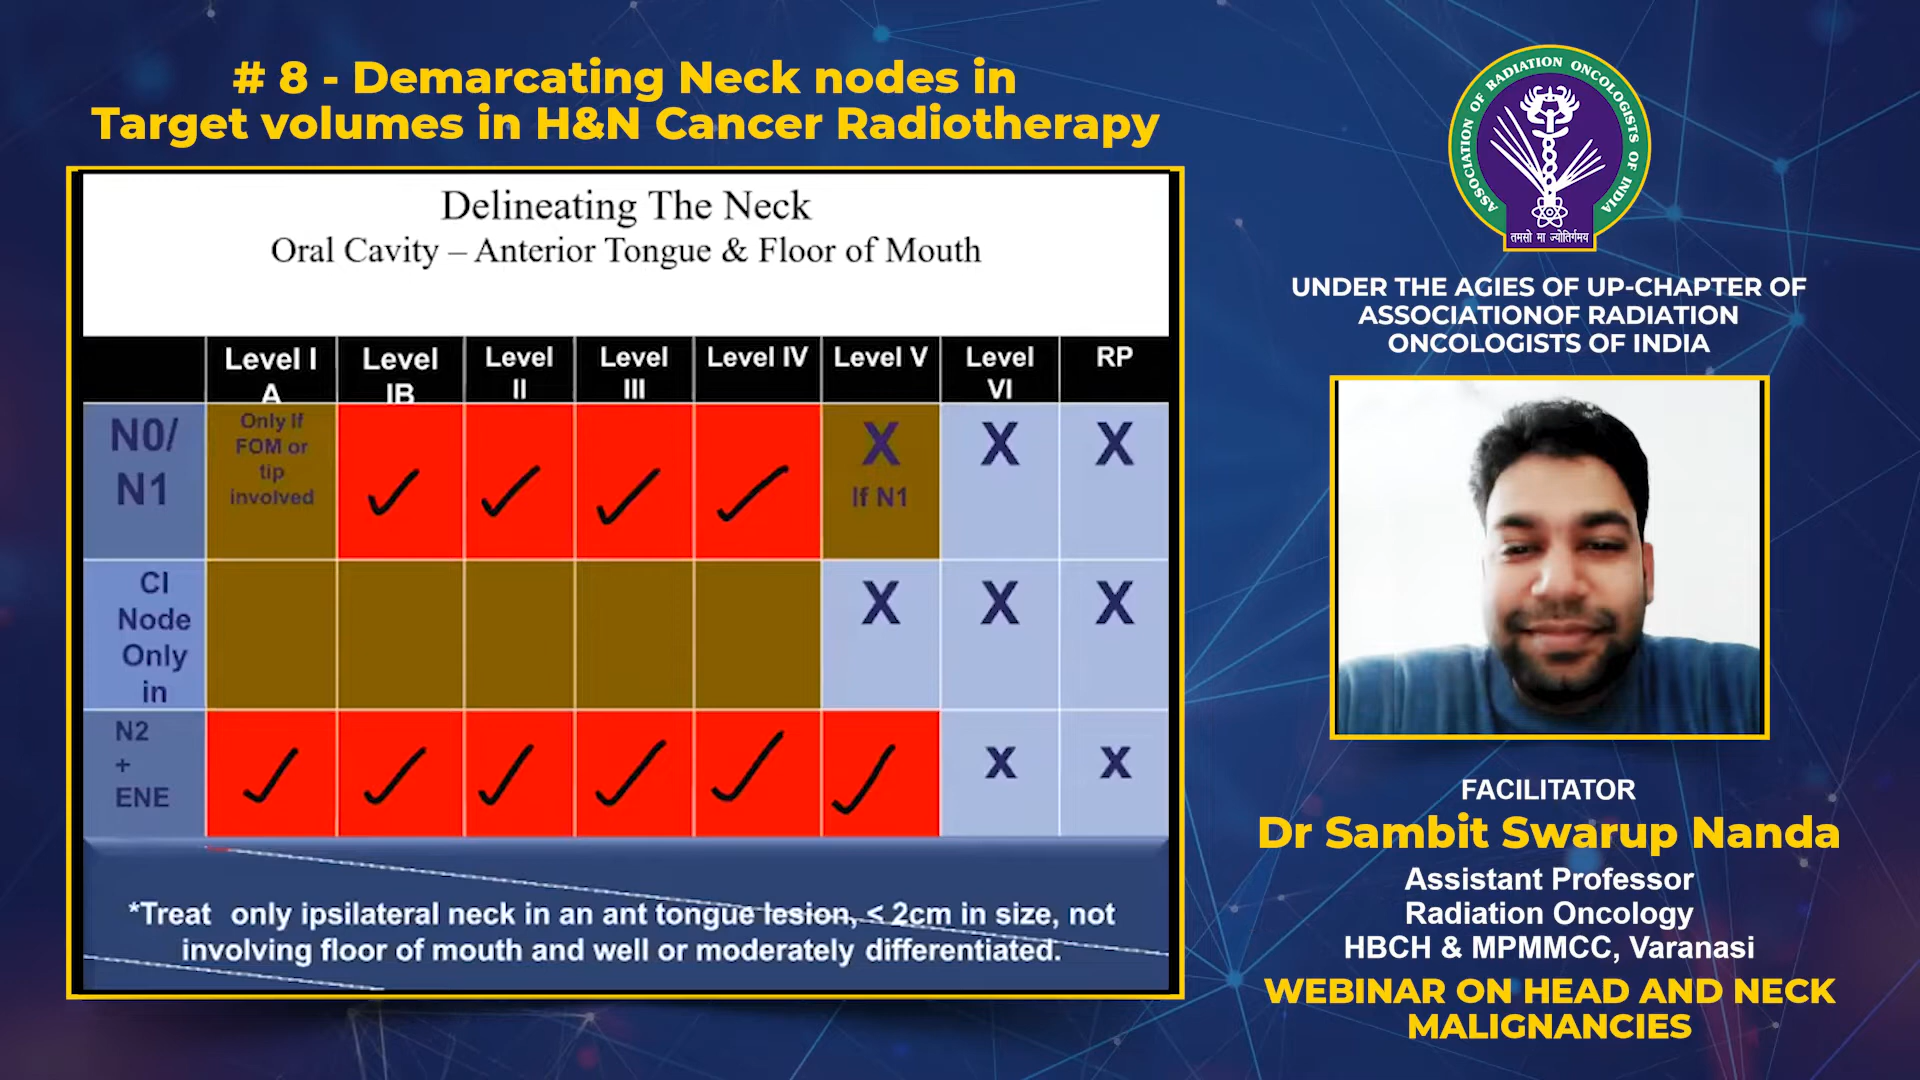 # 8 - Demarcating Neck nodes in
Target volumes in H&N Cancer Radiotherapy
Delineating The Neck
Oral Cavity – Anterior Tongue & Floor of Mouth
Level I A
Level IB
Level II
Level III
Level IV
Level V
Level VI
RP
N0/
N1
Only If
FOM or
tip
involved
✓ ✓ ✓ ✓
X
If N1
X
X
CI
Node
Only
in
X X X
N2
+
ENE
✓ ✓ ✓ ✓ ✓ ✓
x x
*Treat only ipsilateral neck in an ant tongue lesion, < 2cm in size, not
involving floor of mouth and well or moderately differentiated.
ASSOCIATION OF RADIATION ONCOLOGISTS OF INDIA
तमसो मा ज्योतिर्गमय
UNDER THE AGIES OF UP-CHAPTER OF
ASSOCIATIONOF RADIATION
ONCOLOGISTS OF INDIA
FACILITATOR
Dr Sambit Swarup Nanda
Assistant Professor
Radiation Oncology
HBCH & MPMMCC, Varanasi
WEBINAR ON HEAD AND NECK
MALIGNANCIES